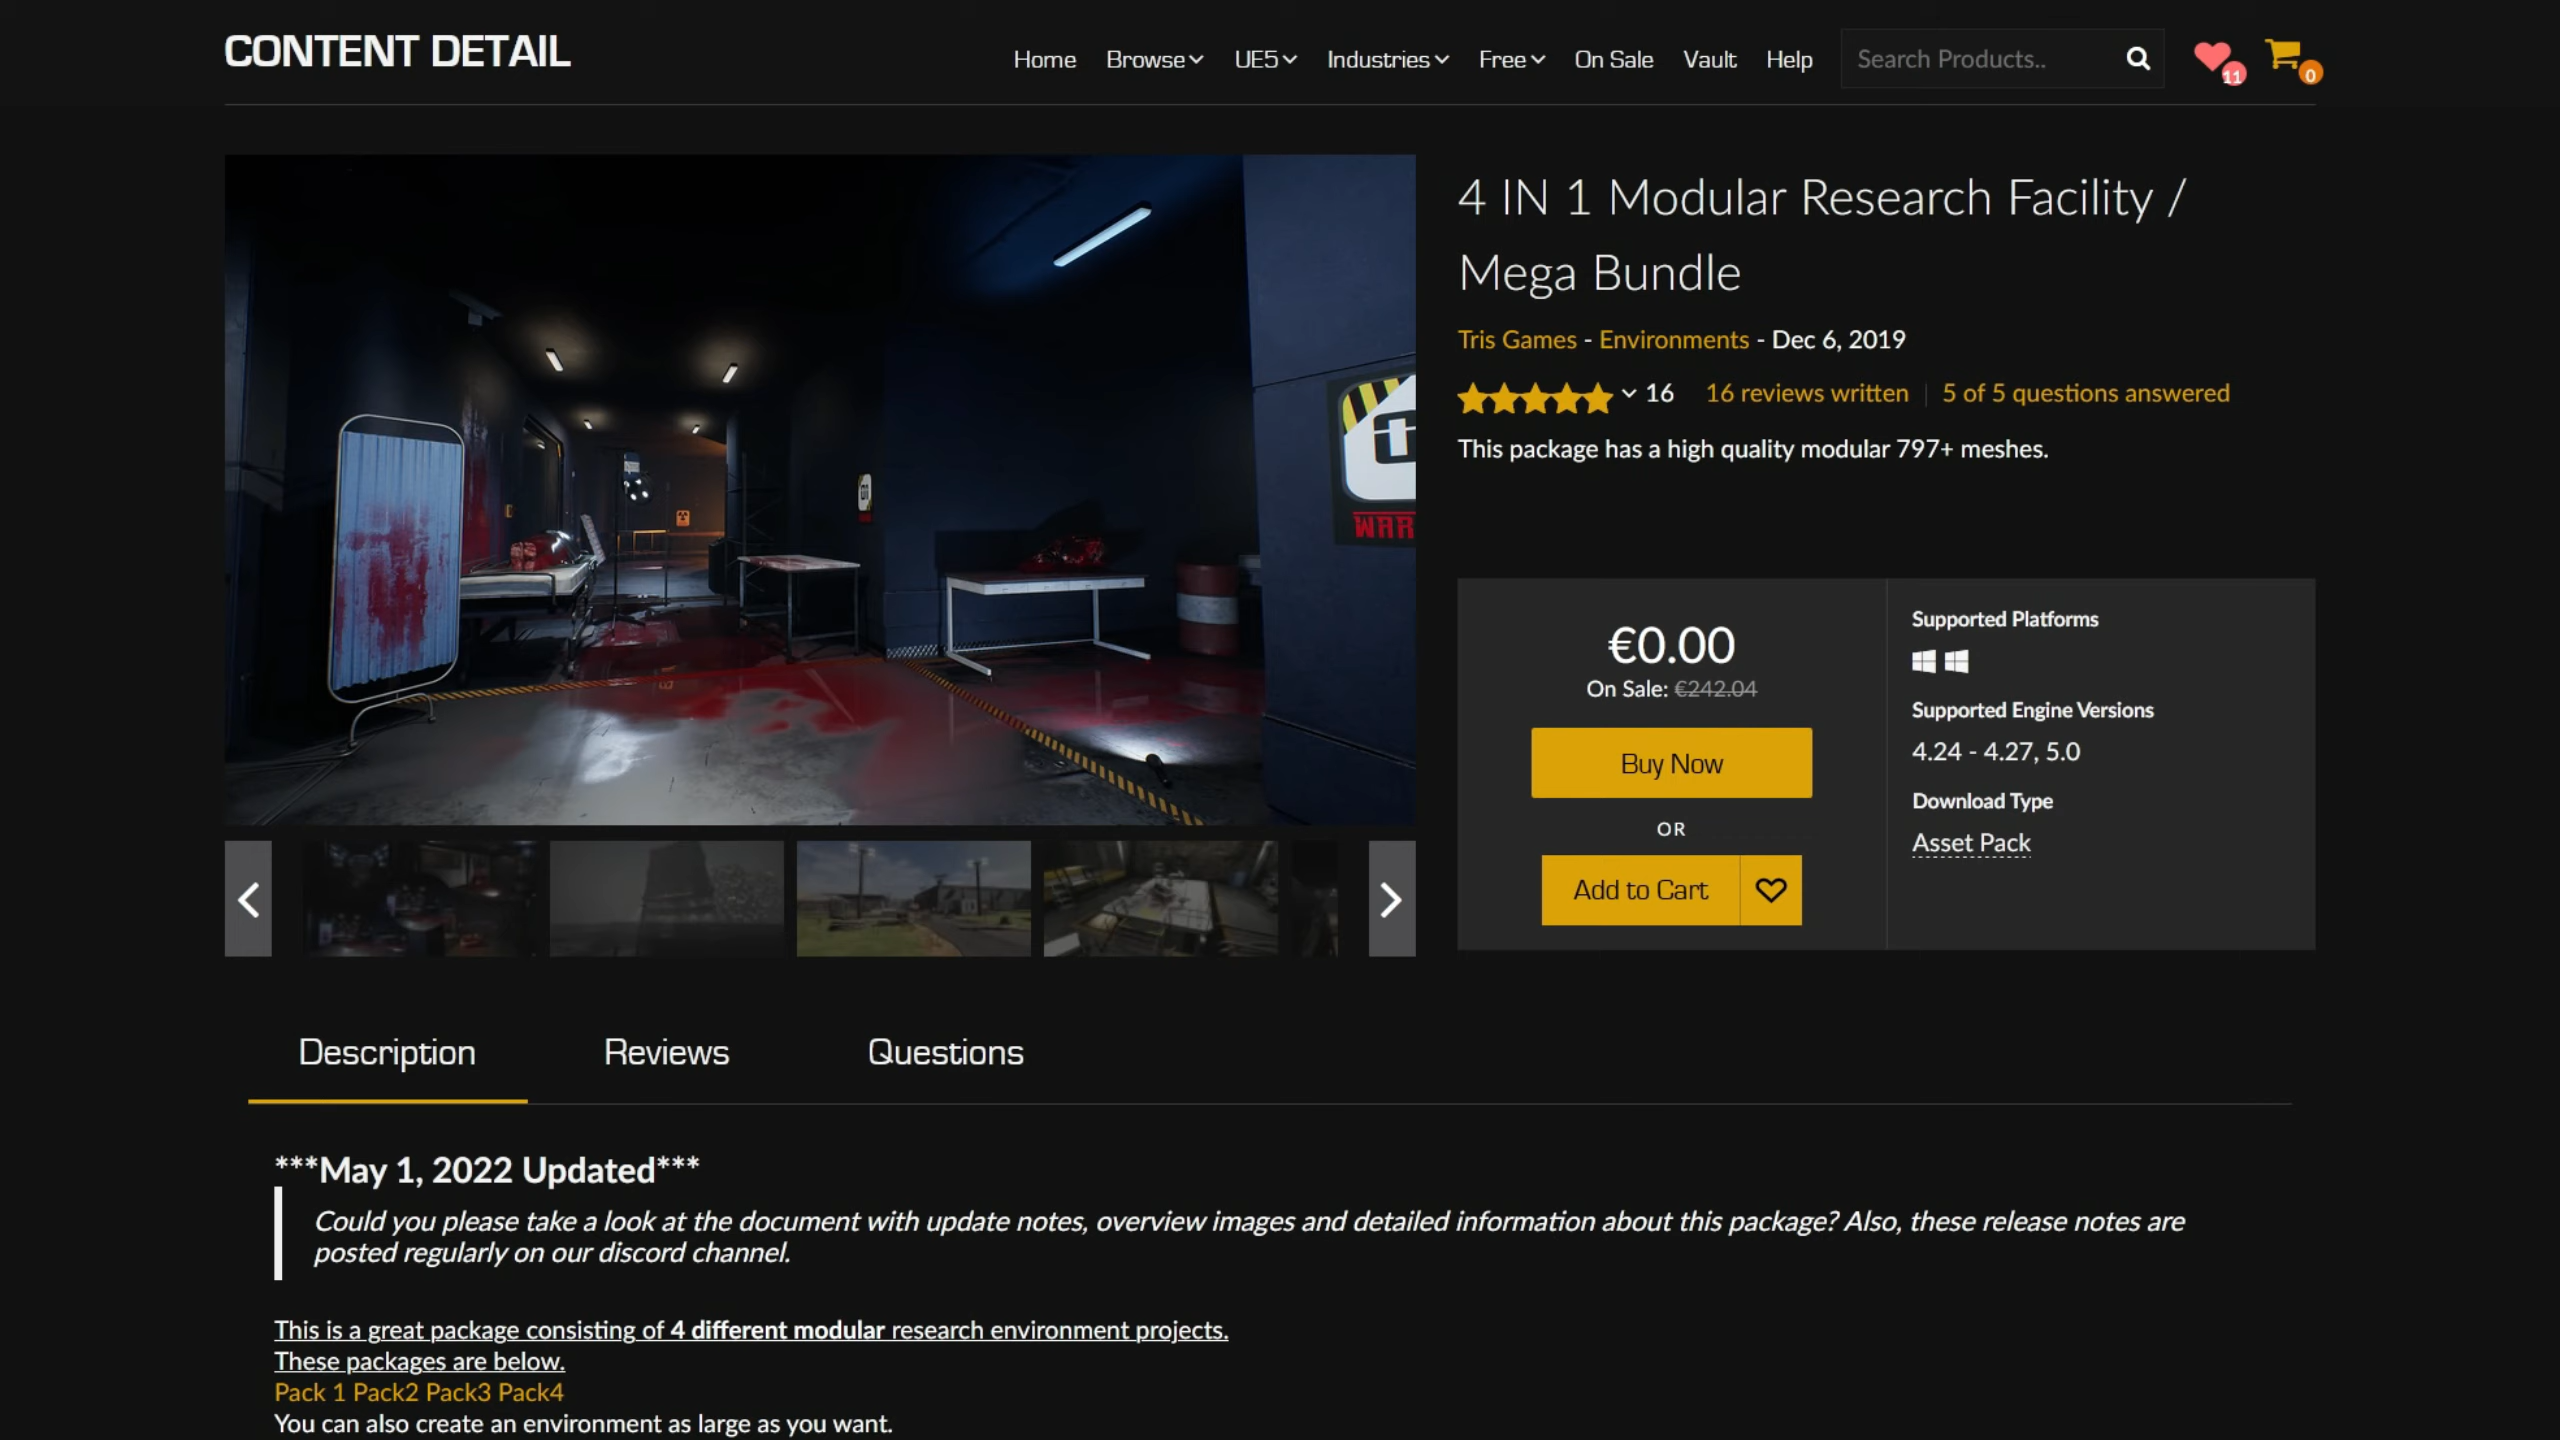 CONTENT DETAIL
Home Browse UE5 Industries Free On Sale Vault Help Search Products.. 11 0
4 IN 1 Modular Research Facility /
Mega Bundle
Tris Games - Environments - Dec 6, 2019
16 16 reviews written 5 of 5 questions answered
This package has a high quality modular 797+ meshes.
€0.00
On Sale: €242.04
Buy Now
OR
Add to Cart
Supported Platforms
Supported Engine Versions
4.24 - 4.27, 5.0
Download Type
Asset Pack
Description Reviews Questions
***May 1, 2022 Updated***
Could you please take a look at the document with update notes, overview images and detailed information about this package? Also, these release notes are
posted regularly on our discord channel.
This is a great package consisting of 4 different modular research environment projects.
These packages are below.
Pack 1 Pack2 Pack3 Pack4
You can also create an environment as large as you want.